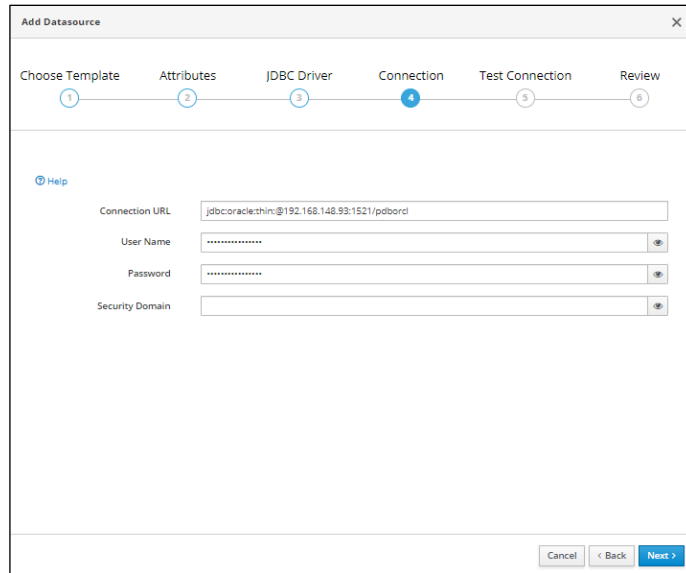 Add Datasource
Choose Template Attributes JDBC Driver Connection Test Connection Review
1 2 3 4 5 6
Help
Connection URL jdbc:oracle:thin:@192.168.148.93:1521/pdborcl
User Name ••••••••••••••••
Password ••••••••••••••••
Security Domain
Cancel < Back Next >